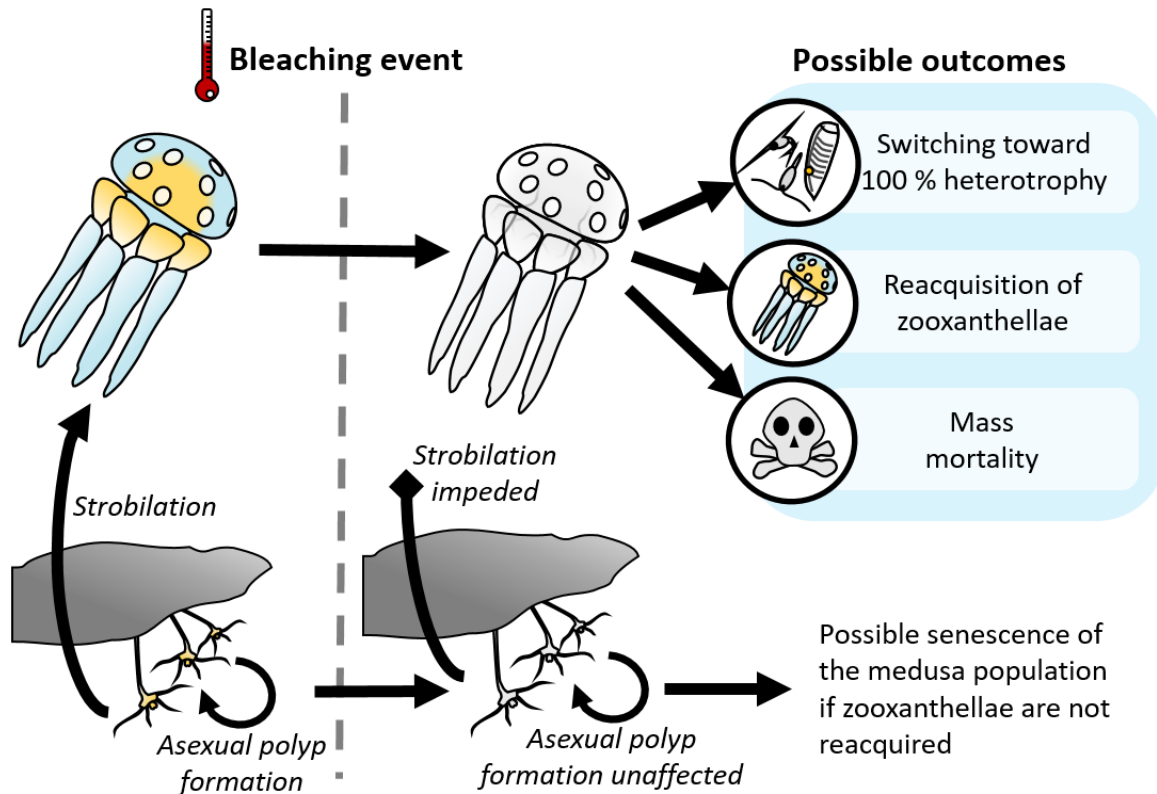 Bleaching event
Possible outcomes
Switching toward
100 % heterotrophy
Reacquisition of
zooxanthellae
Mass
mortality
Strobilation
Strobilation
impeded
Asexual polyp
formation
Asexual polyp
formation unaffected
Possible senescence of
the medusa population
if zooxanthellae are not
reacquired